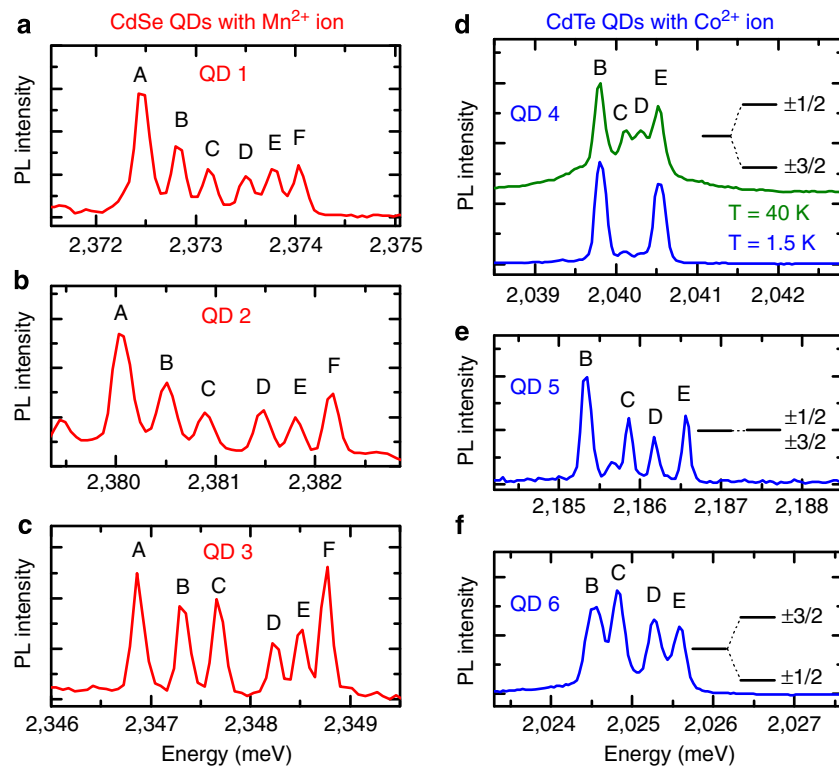 a
CdSe QDs with Mn2+ ion
QD 1
A
B
C
D
E
F
PL intensity
2,372
2,373
2,374
2,375
b
QD 2
A
B
C
D
E
F
PL intensity
2,380
2,381
2,382
c
QD 3
A
B
C
D
E
F
PL intensity
2,346
2,347
2,348
2,349
Energy (meV)
d
CdTe QDs with Co2+ ion
QD 4
B
C
D
E
±1/2
±3/2
T = 40 K
T = 1.5 K
PL intensity
2,039
2,040
2,041
2,042
e
QD 5
B
C
D
E
±1/2
±3/2
PL intensity
2,185
2,186
2,187
2,188
f
QD 6
B
C
D
E
±3/2
±1/2
PL intensity
2,024
2,025
2,026
2,027
Energy (meV)